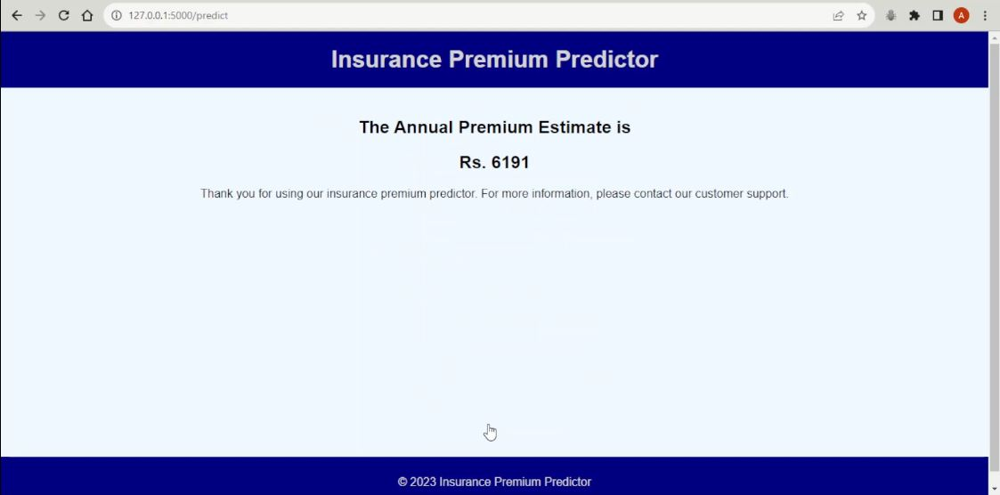 127.0.0.1:5000/predict
A
Insurance Premium Predictor
The Annual Premium Estimate is
Rs. 6191
Thank you for using our insurance premium predictor. For more information, please contact our customer support.
© 2023 Insurance Premium Predictor